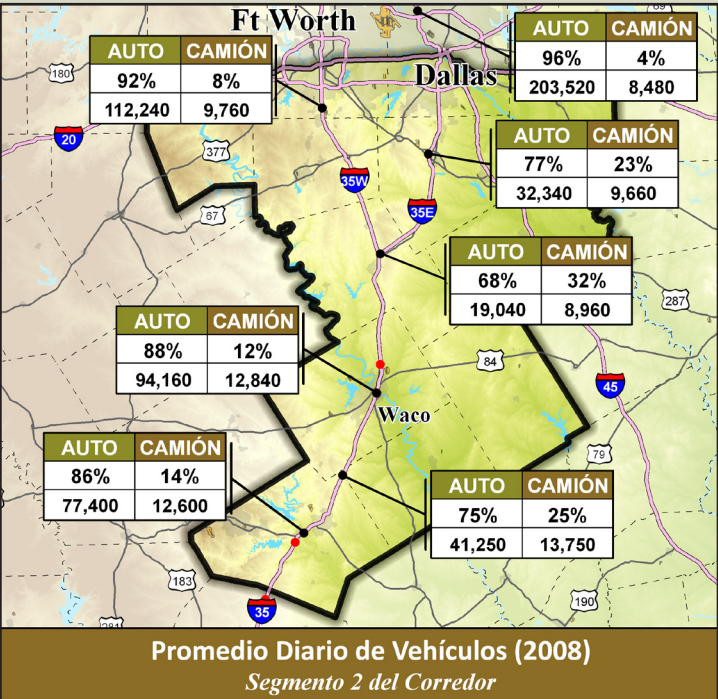 Ft Worth
69
AUTO CAMIÓN
96% 4%
203,520 8,480
AUTO CAMIÓN
92% 8%
112,240 9,760
Dallas
180
20
377
AUTO CAMIÓN
77% 23%
32,340 9,660
35W
35E
67
AUTO CAMIÓN
68% 32%
19,040 8,960
287
AUTO CAMIÓN
88% 12%
94,160 12,840
84
45
Waco
AUTO CAMIÓN
86% 14%
77,400 12,600
79
AUTO CAMIÓN
75% 25%
41,250 13,750
183
190
35
281
Promedio Diario de Vehículos (2008)
Segmento 2 del Corredor